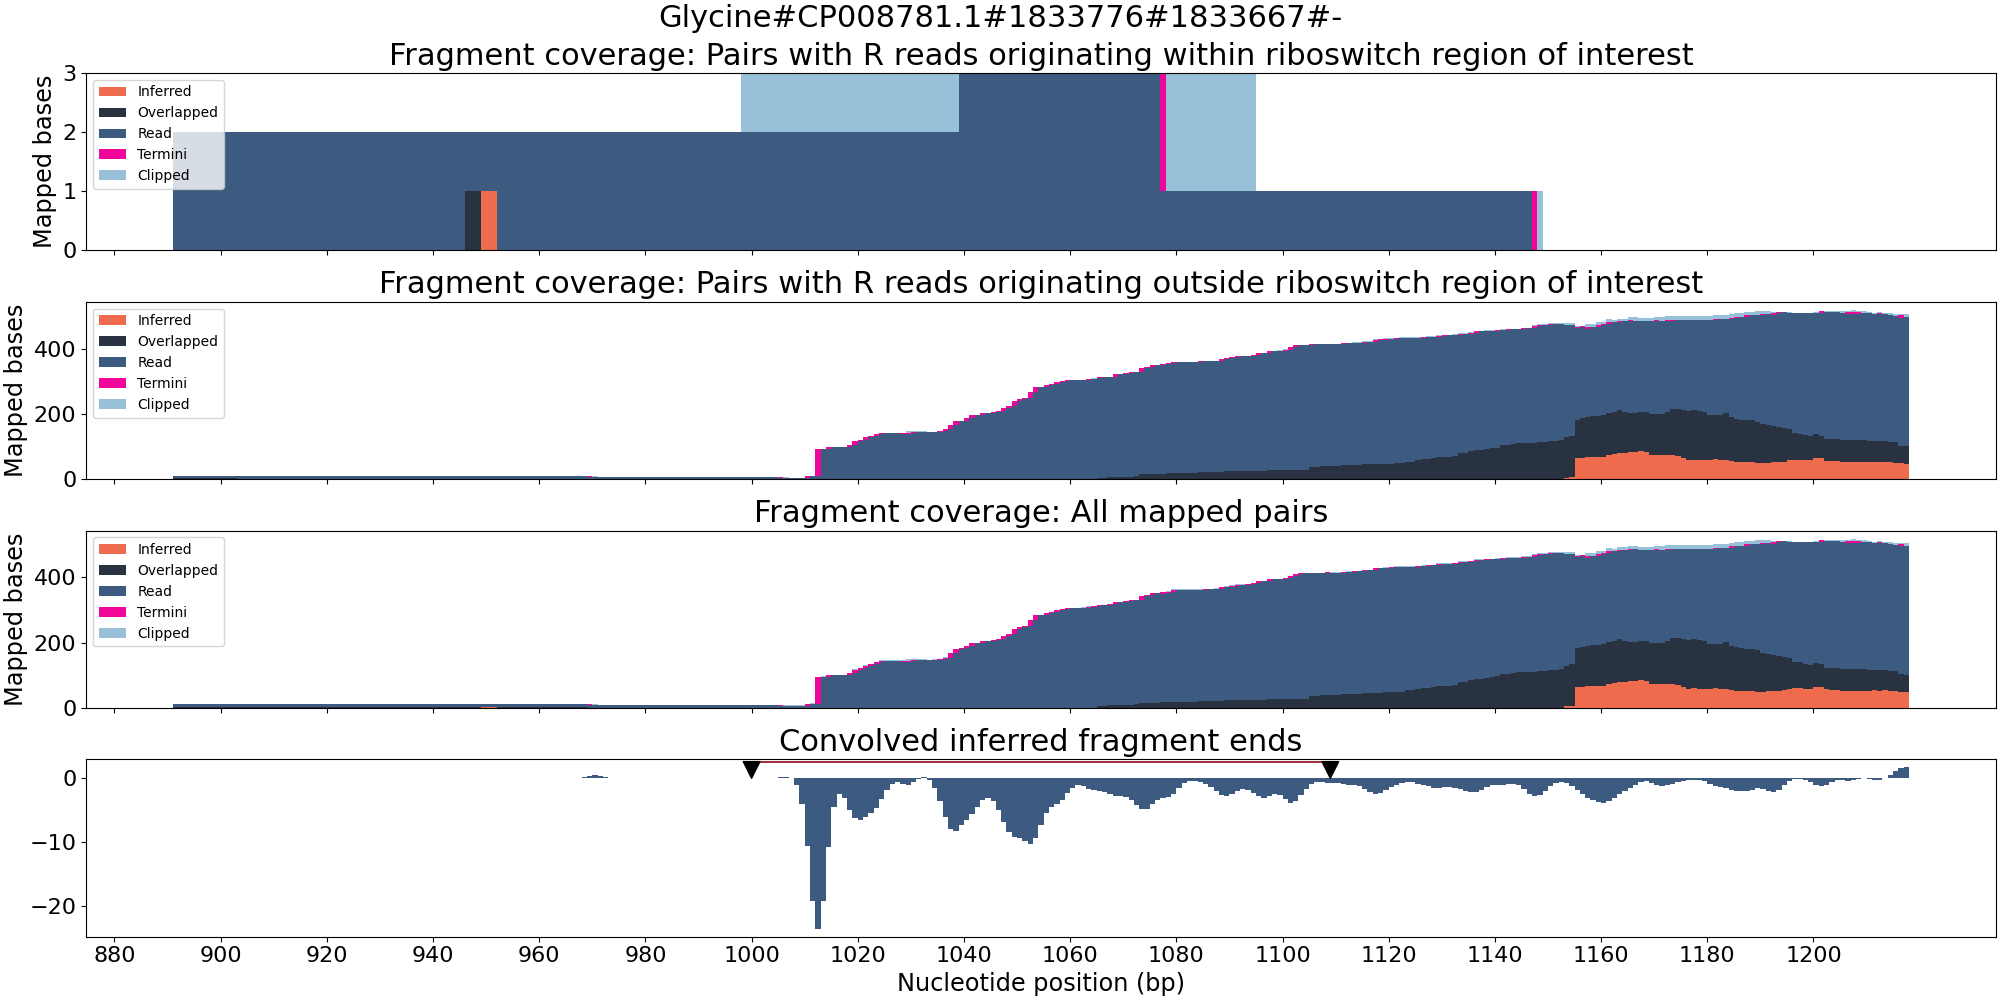 Glycine#CP008781.1#1833776#1833667#-
Fragment coverage: Pairs with R reads originating within riboswitch region of interest
Mapped bases
3
2
1
0
Inferred
Overlapped
Read
Termini
Clipped
Fragment coverage: Pairs with R reads originating outside riboswitch region of interest
Mapped bases
400
200
0
Inferred
Overlapped
Read
Termini
Clipped
Fragment coverage: All mapped pairs
Mapped bases
400
200
0
Inferred
Overlapped
Read
Termini
Clipped
Convolved inferred fragment ends
0
−10
−20
880 900 920 940 960 980 1000 1020 1040 1060 1080 1100 1120 1140 1160 1180 1200
Nucleotide position (bp)